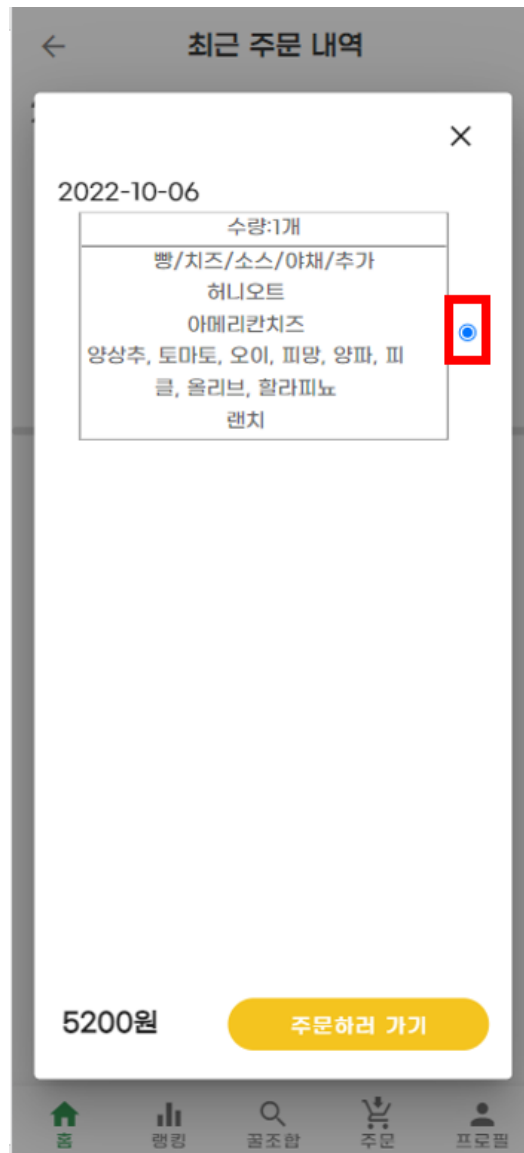 최근 주문 내역
2022-10-06
수량:1개
빵/치즈/소스/야채/추가
허니오트
아메리칸치즈
양상추, 토마토, 오이, 피망, 양파, 피
클, 올리브, 할라피뇨
랜치
5200원
주문하러 가기
홈
랭킹
꿀조합
주문
프로필